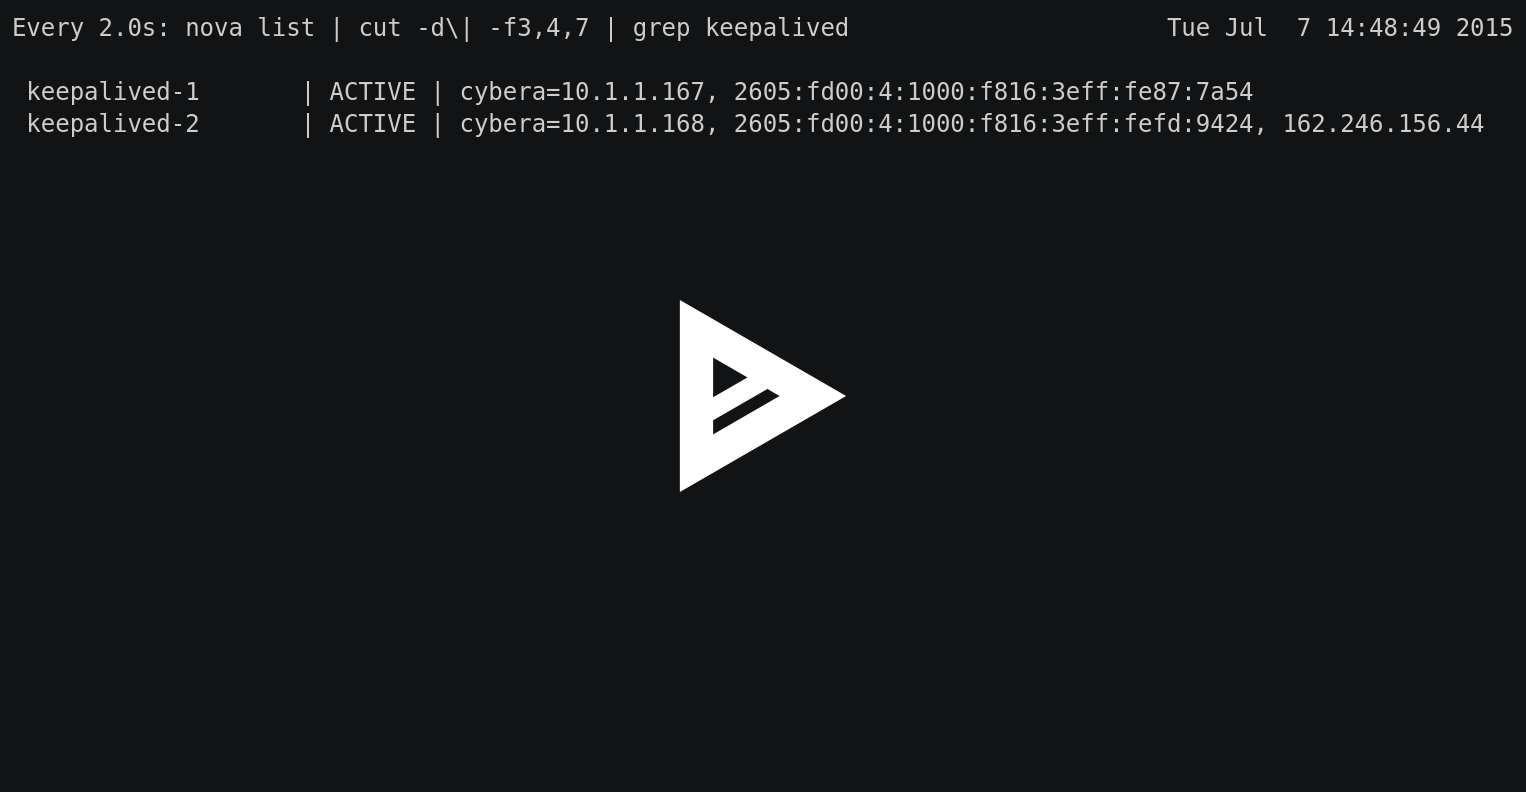 Every 2.0s: nova list | cut -d\| -f3,4,7 | grep keepalived Tue Jul  7 14:48:49 2015
keepalived-1       | ACTIVE | cybera=10.1.1.167, 2605:fd00:4:1000:f816:3eff:fe87:7a54
keepalived-2       | ACTIVE | cybera=10.1.1.168, 2605:fd00:4:1000:f816:3eff:fefd:9424, 162.246.156.44